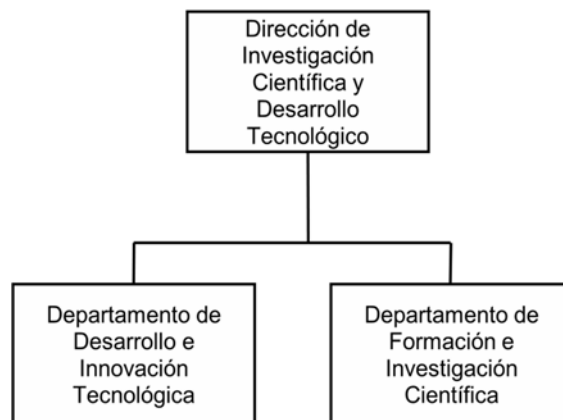 Dirección de
Investigación
Científica y
Desarrollo
Tecnológico
Departamento de
Desarrollo e
Innovación
Tecnológica
Departamento de
Formación e
Investigación
Científica